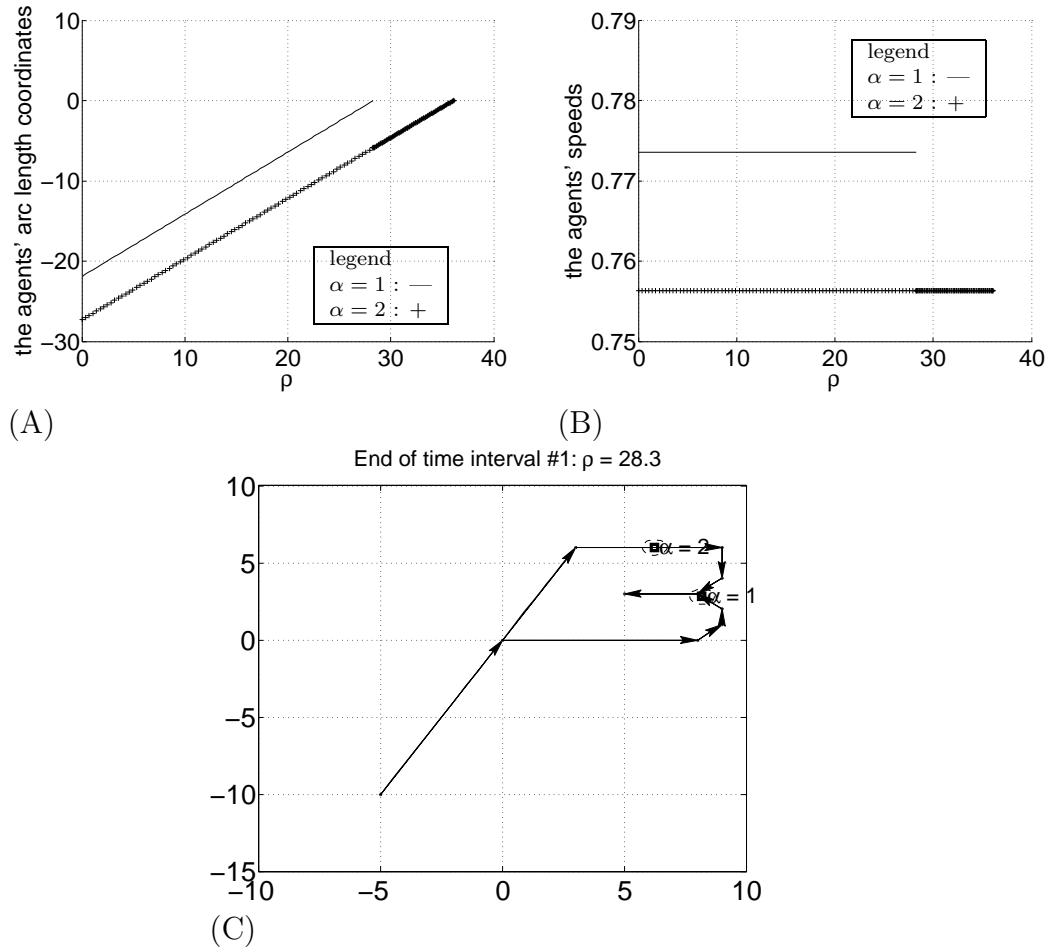 the agents' arc length coordinates
10
0
−10
−20
−30
0
10
20
30
40
ρ
legend
α = 1 : —
α = 2 : +
(A)
the agents' speeds
0.79
0.78
0.77
0.76
0.75
0
10
20
30
40
ρ
legend
α = 1 : —
α = 2 : +
(B)
End of time interval #1: ρ = 28.3
10
5
0
−5
−10
−15
−10
−5
0
5
10
α = 2
α = 1
(C)